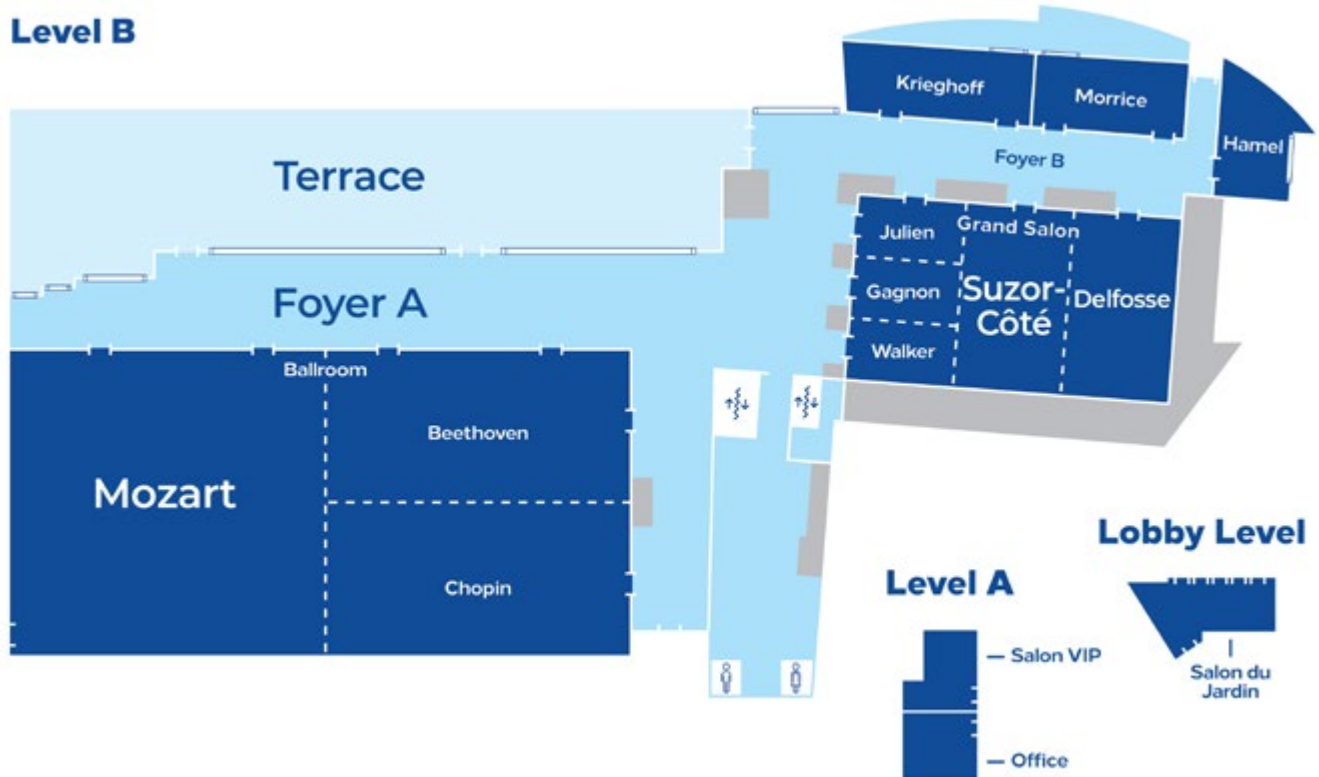 Level B
Krieghoff
Morrice
Hamel
Foyer B
Terrace
Julien
Grand Salon
Gagnon
Suzor-
Côté
Delfosse
Walker
Foyer A
Ballroom
Beethoven
Mozart
Chopin
Lobby Level
Salon du
Jardin
Level A
Salon VIP
Office